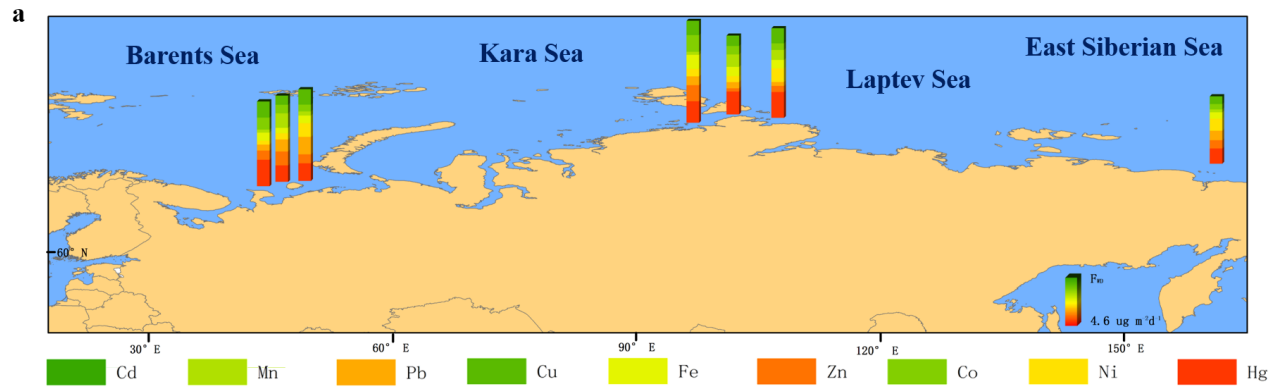 a
Barents Sea
Kara Sea
Laptev Sea
East Siberian Sea
60° N
4.6 ug m⁻²d⁻¹
30° E
60° E
90° E
120° E
150° E
Cd Mn Pb Cu Fe Zn Co Ni Hg